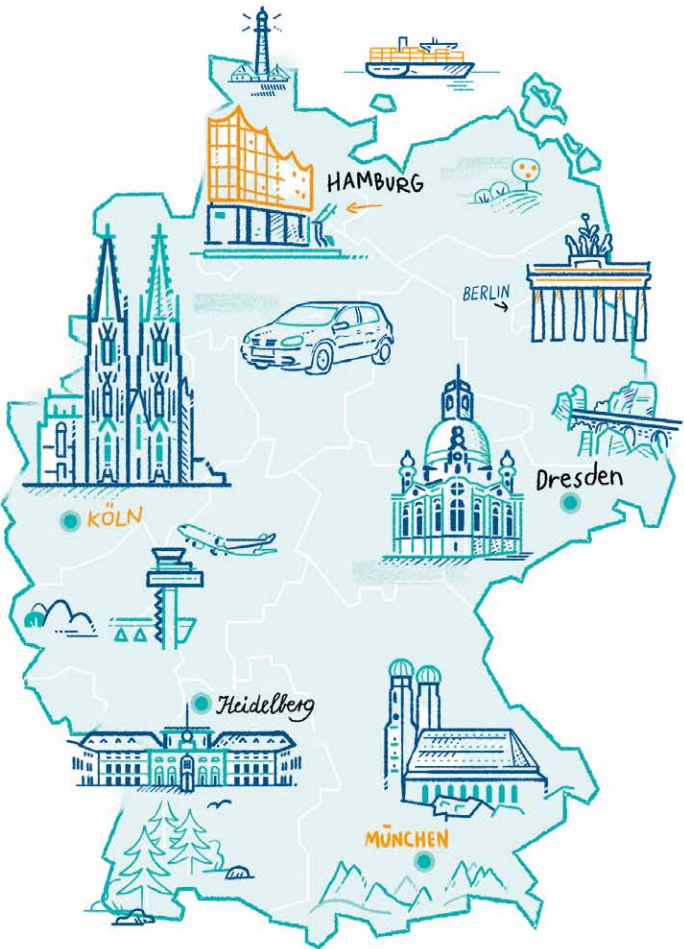 HAMBURG
BERLIN
Dresden
KÖLN
Heidelberg
MÜNCHEN